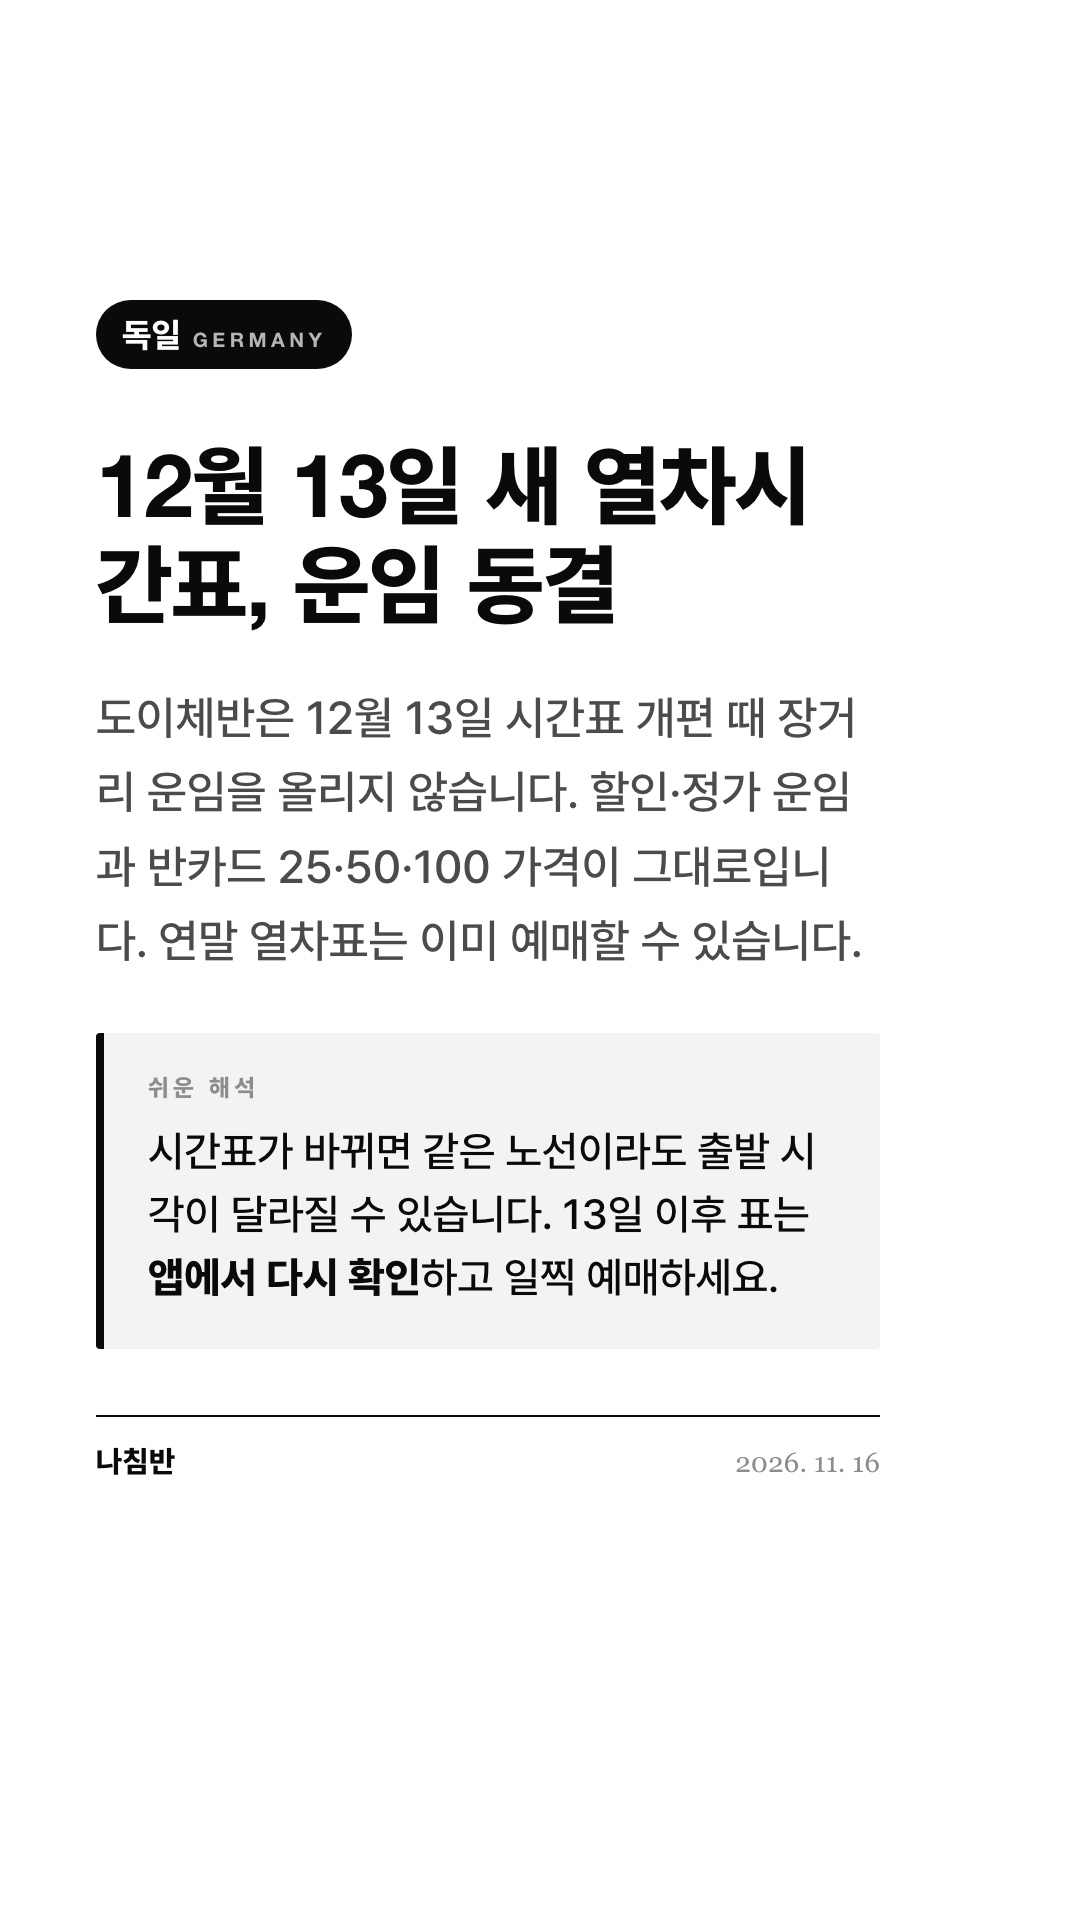 독일 GERMANY
12월 13일 새 열차시
간표, 운임 동결
도이체반은 12월 13일 시간표 개편 때 장거
리 운임을 올리지 않습니다. 할인·정가 운임
과 반카드 25·50·100 가격이 그대로입니
다. 연말 열차표는 이미 예매할 수 있습니다.
쉬운 해석
시간표가 바뀌면 같은 노선이라도 출발 시
각이 달라질 수 있습니다. 13일 이후 표는
앱에서 다시 확인하고 일찍 예매하세요.
나침반
2026. 11. 16